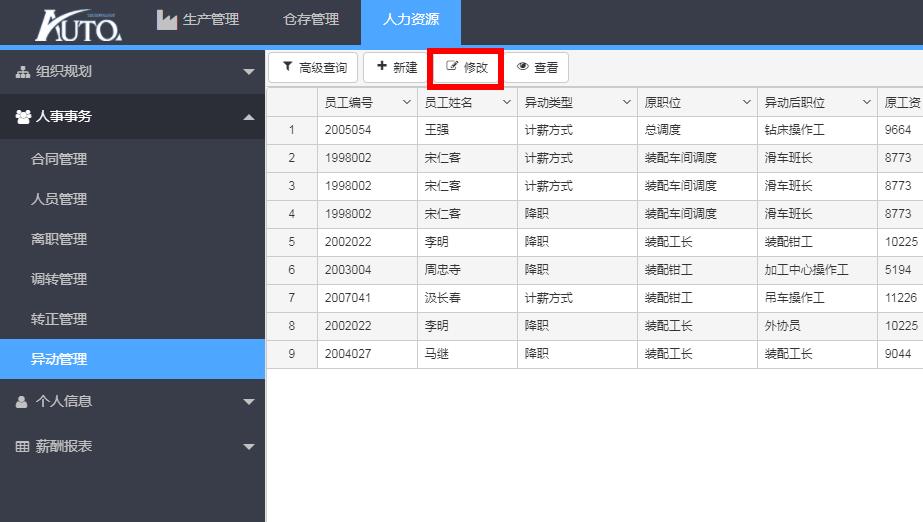 AUTO
生产管理 仓存管理 人力资源
组织规划
人事事务
合同管理
人员管理
离职管理
调转管理
转正管理
异动管理
个人信息
薪酬报表
高级查询 新建 修改 查看
员工编号 员工姓名 异动类型 原职位 异动后职位 原工资
1 2005054 王强 计薪方式 总调度 钻床操作工 9664
2 1998002 宋仁客 计薪方式 装配车间调度 滑车班长 8773
3 1998002 宋仁客 计薪方式 装配车间调度 滑车班长 8773
4 1998002 宋仁客 降职 装配车间调度 滑车班长 8773
5 2002022 李明 降职 装配工长 装配钳工 10225
6 2003004 周忠寺 降职 装配钳工 加工中心操作工 5194
7 2007041 汲长春 计薪方式 装配钳工 吊车操作工 11226
8 2002022 李明 降职 装配工长 外协员 10225
9 2004027 马继 降职 装配工长 装配工长 9044